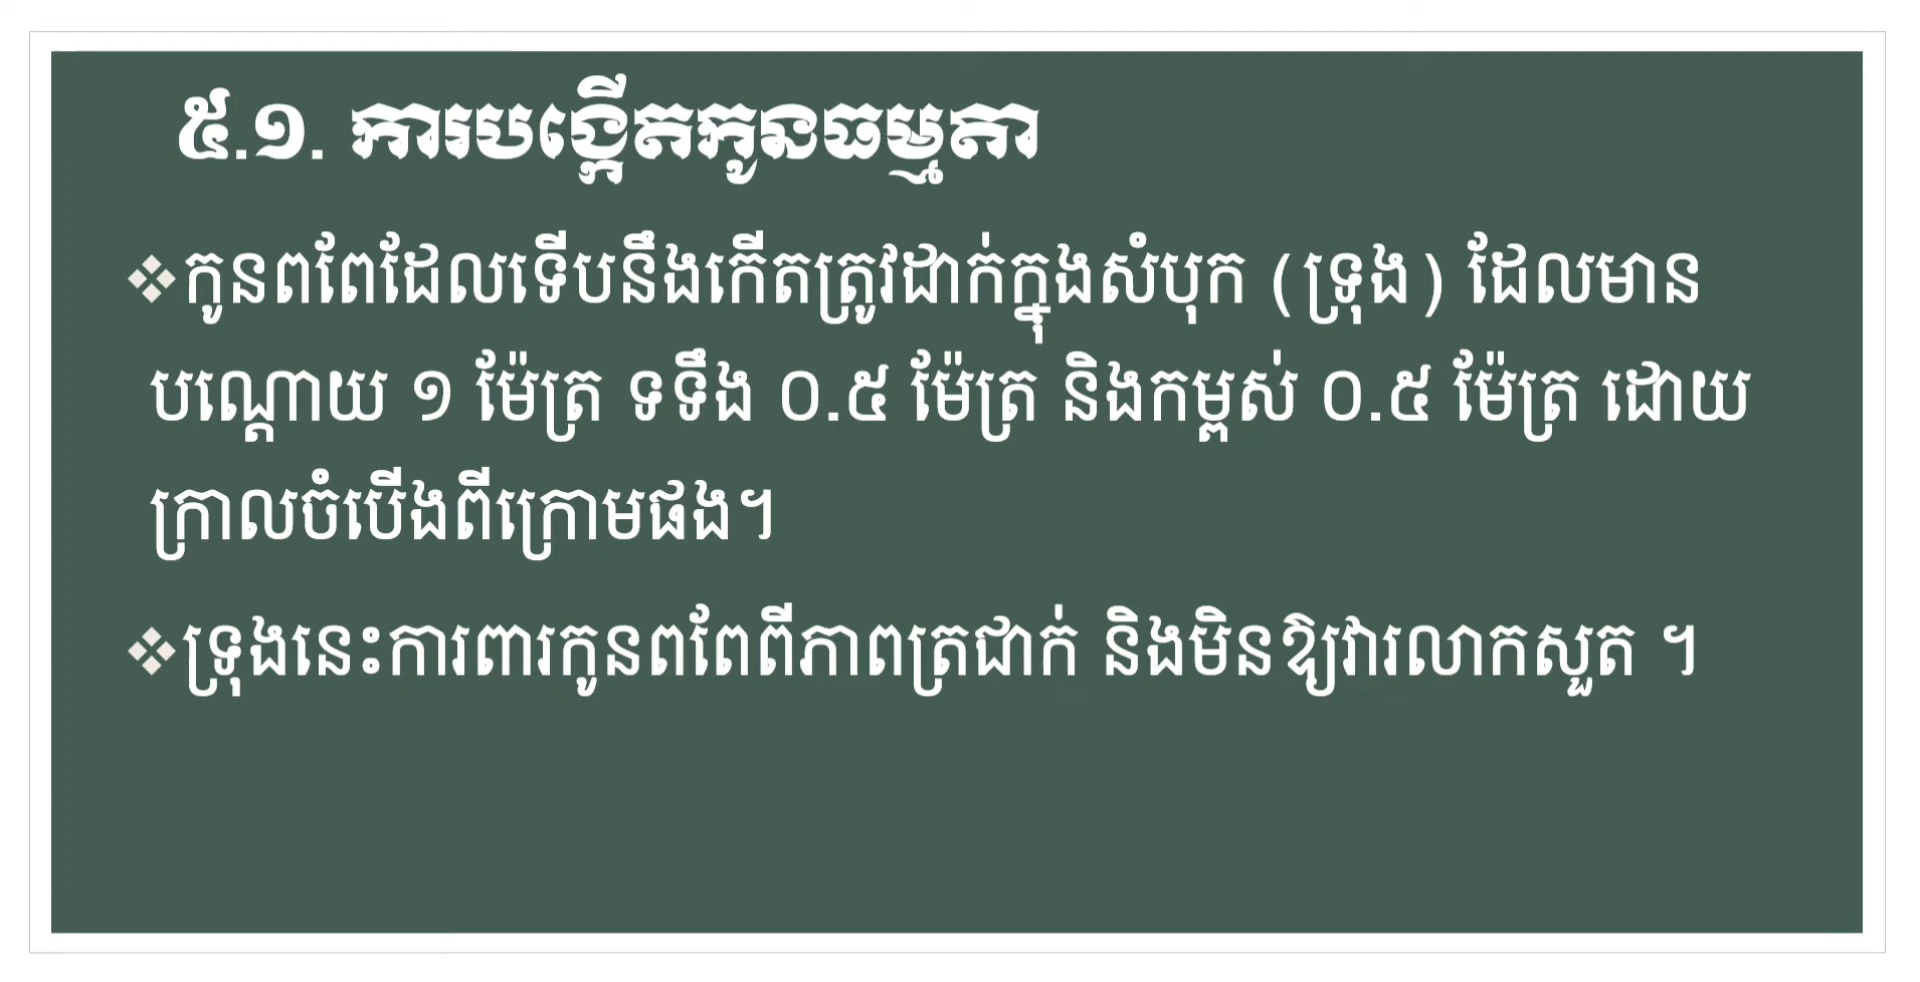 ៥.១. ការបង្កើតកូនធម្មតា
❖កូនពពែដែលទើបនឹងកើតត្រូវដាក់ក្នុងសំបុក (ទ្រុង) ដែលមាន
បណ្តោយ ១ ម៉ែត្រ ទទឹង ០.៥ ម៉ែត្រ និងកម្ពស់ ០.៥ ម៉ែត្រ ដោយ
ក្រាលចំបើងពីក្រោមផង។
❖ទ្រុងនេះការពារកូនពពែពីភាពត្រជាក់ និងមិនឱ្យវារលាកសួត ។